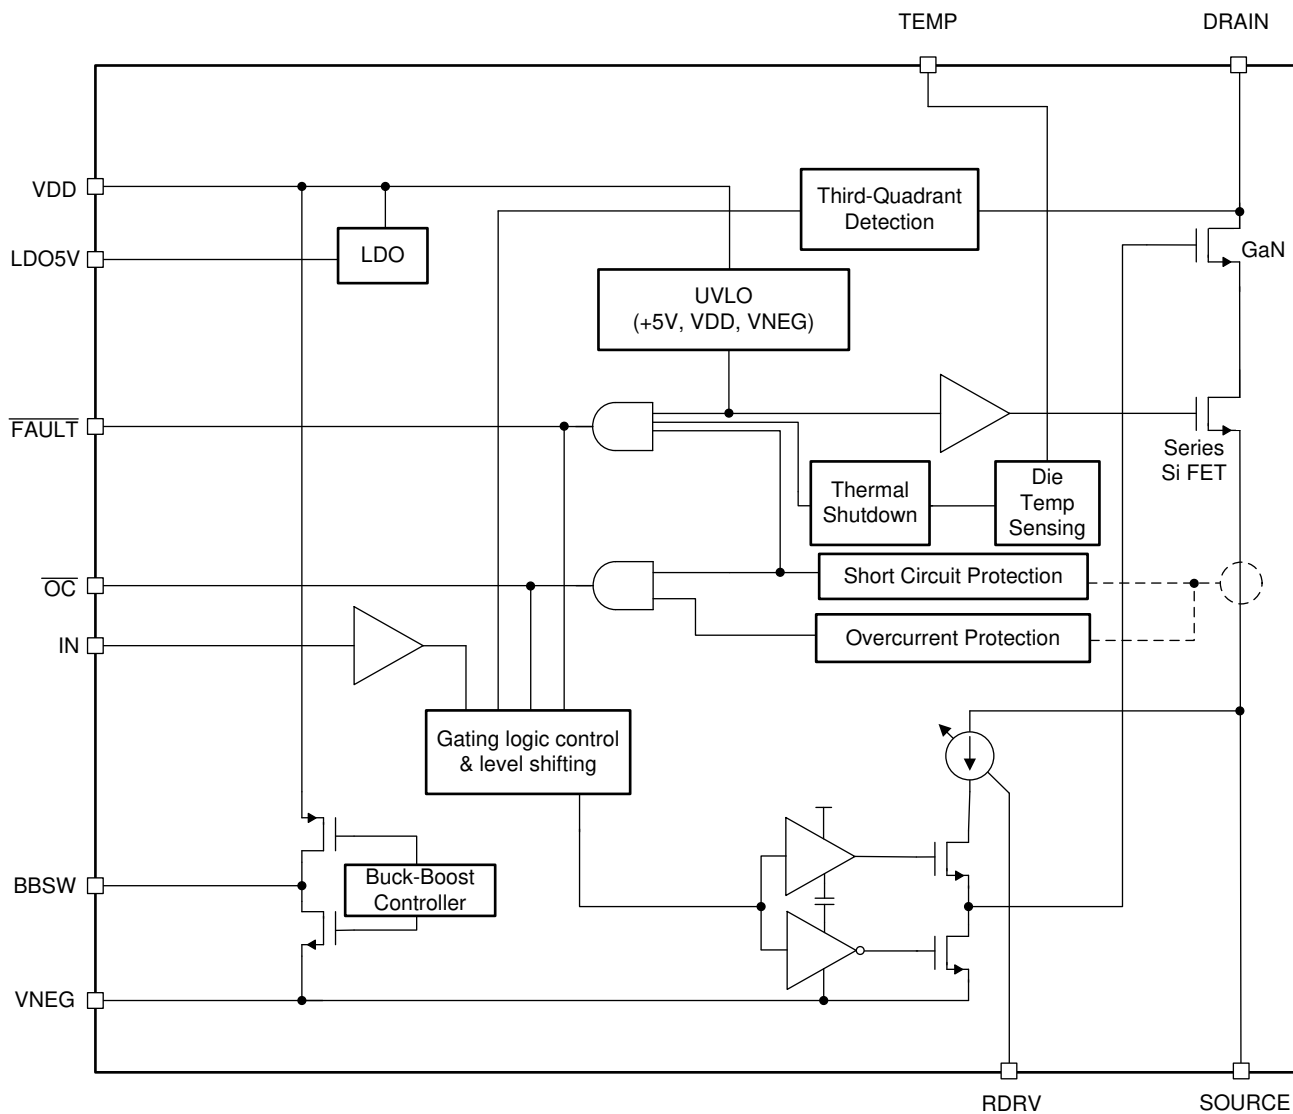 TEMP
DRAIN
VDD
Third-Quadrant
Detection
LDO5V
LDO
GaN
UVLO
(+5V, VDD, VNEG)
FAULT
Series
Si FET
Thermal
Shutdown
Die
Temp
Sensing
OC
Short Circuit Protection
IN
Overcurrent Protection
Gating logic control
& level shifting
BBSW
Buck-Boost
Controller
VNEG
RDRV
SOURCE